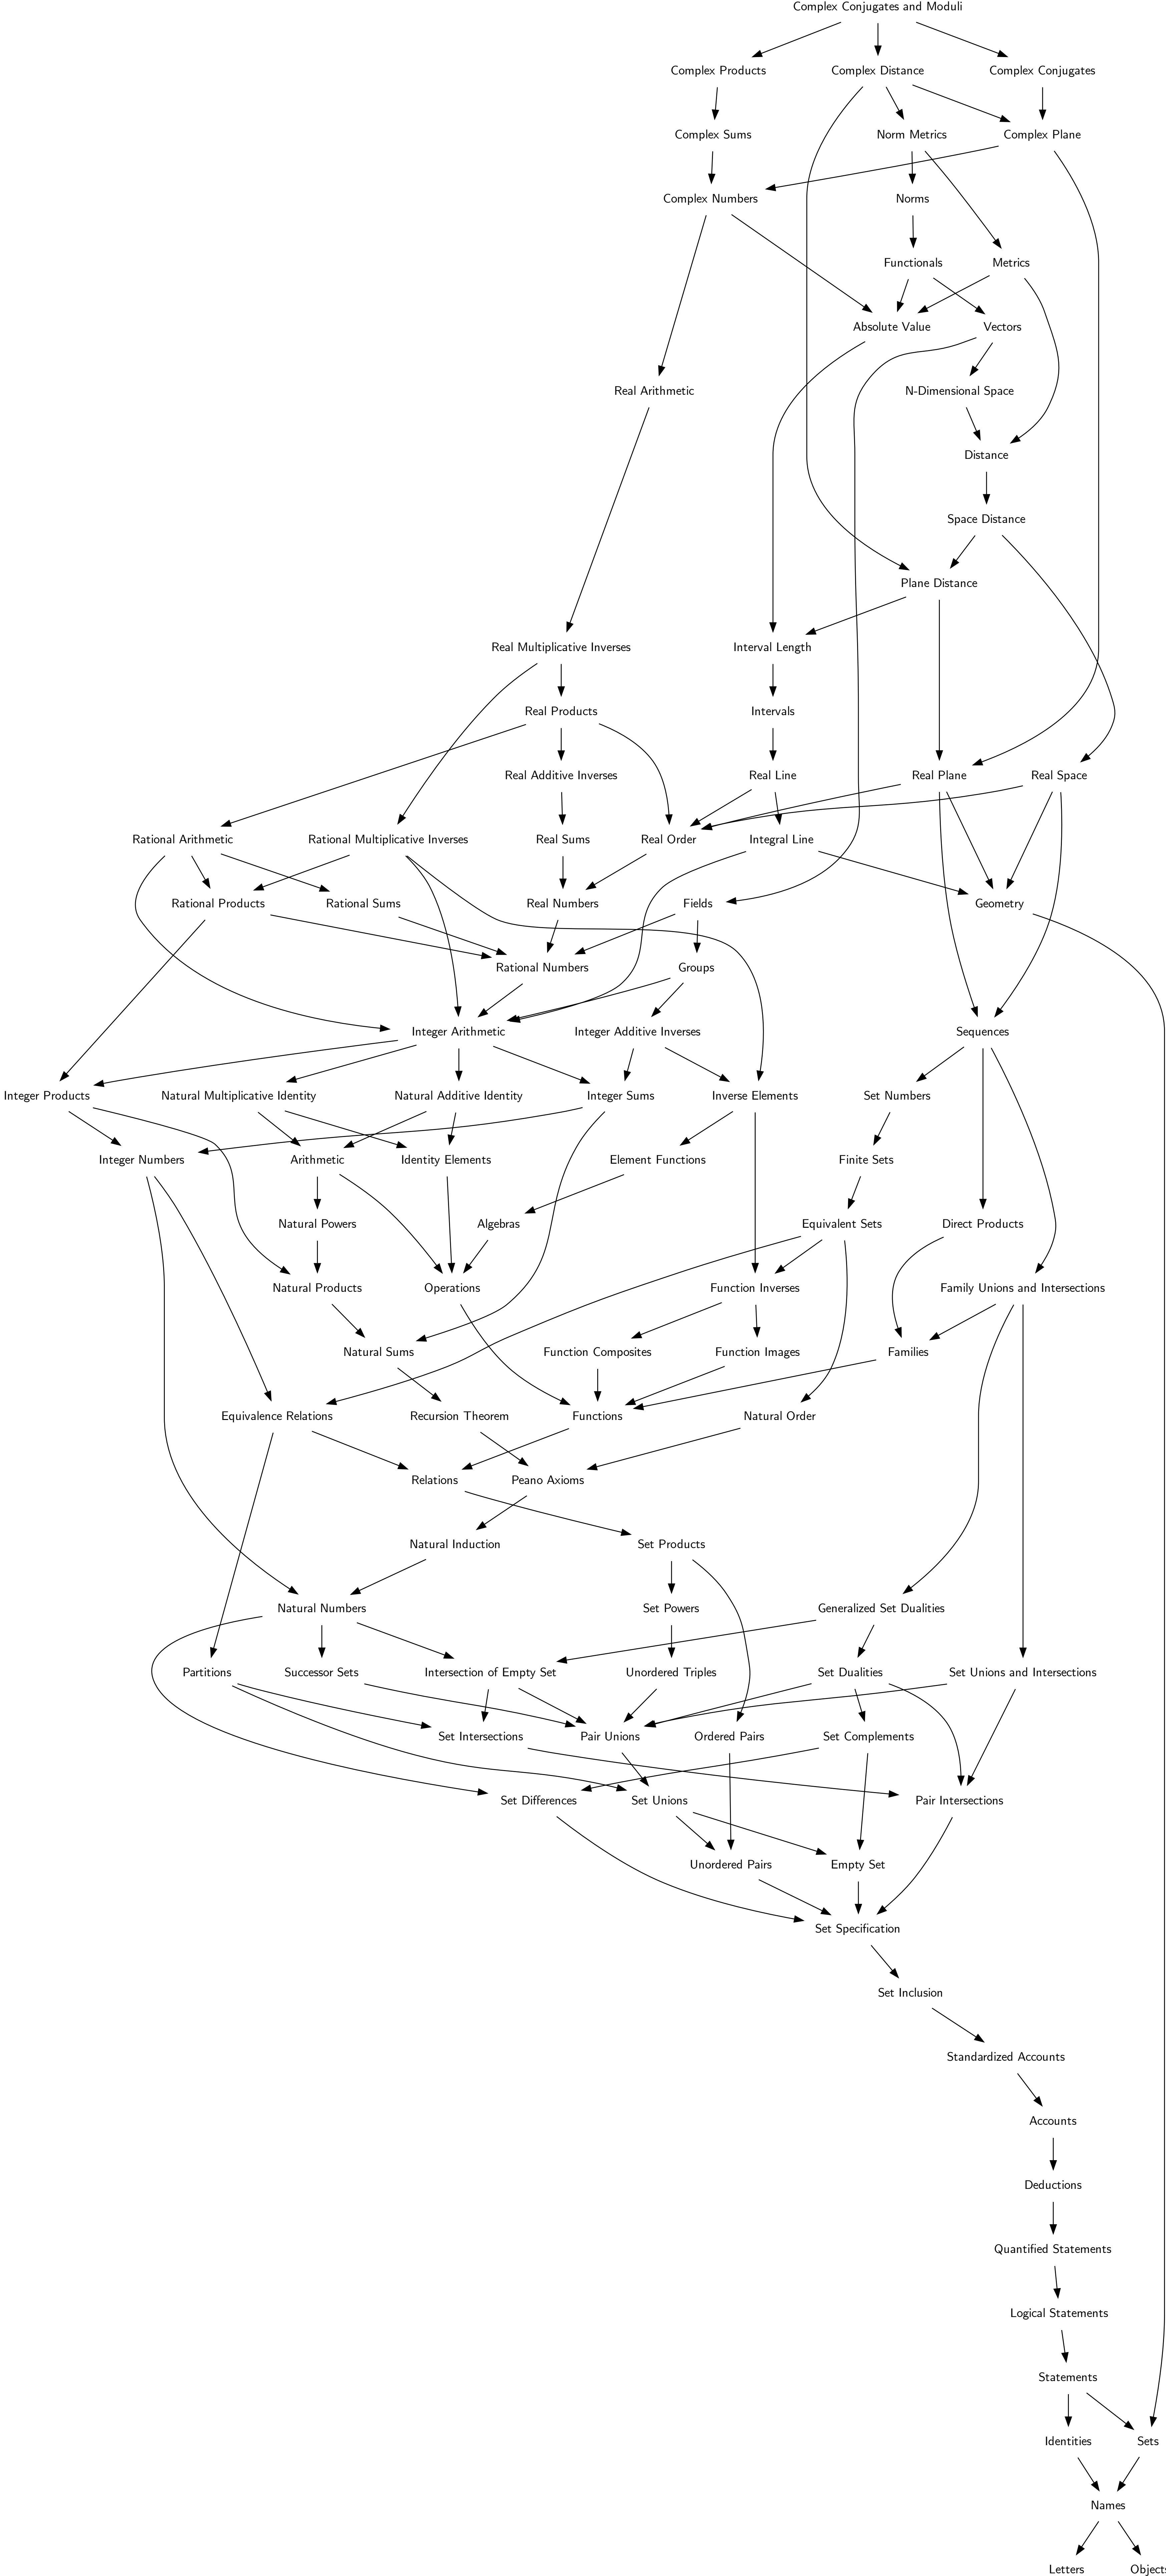 Complex Conjugates and Moduli
Complex Products
Complex Distance
Complex Conjugates
Complex Sums
Norm Metrics
Complex Plane
Complex Numbers
Norms
Functionals
Metrics
Absolute Value
Vectors
Real Arithmetic
N-Dimensional Space
Distance
Space Distance
Plane Distance
Real Multiplicative Inverses
Interval Length
Real Products
Intervals
Real Additive Inverses
Real Line
Real Plane
Real Space
Rational Arithmetic
Rational Multiplicative Inverses
Real Sums
Real Order
Integral Line
Rational Products
Rational Sums
Real Numbers
Fields
Geometry
Rational Numbers
Groups
Integer Arithmetic
Integer Additive Inverses
Sequences
Integer Products
Natural Multiplicative Identity
Natural Additive Identity
Integer Sums
Inverse Elements
Set Numbers
Integer Numbers
Arithmetic
Identity Elements
Element Functions
Finite Sets
Natural Powers
Algebras
Equivalent Sets
Direct Products
Natural Products
Operations
Function Inverses
Family Unions and Intersections
Natural Sums
Function Composites
Function Images
Families
Equivalence Relations
Recursion Theorem
Functions
Natural Order
Relations
Peano Axioms
Natural Induction
Set Products
Natural Numbers
Set Powers
Generalized Set Dualities
Partitions
Successor Sets
Intersection of Empty Set
Unordered Triples
Set Dualities
Set Unions and Intersections
Set Intersections
Pair Unions
Ordered Pairs
Set Complements
Set Differences
Set Unions
Pair Intersections
Unordered Pairs
Empty Set
Set Specification
Set Inclusion
Standardized Accounts
Accounts
Deductions
Quantified Statements
Logical Statements
Statements
Identities
Sets
Names
Letters
Objects